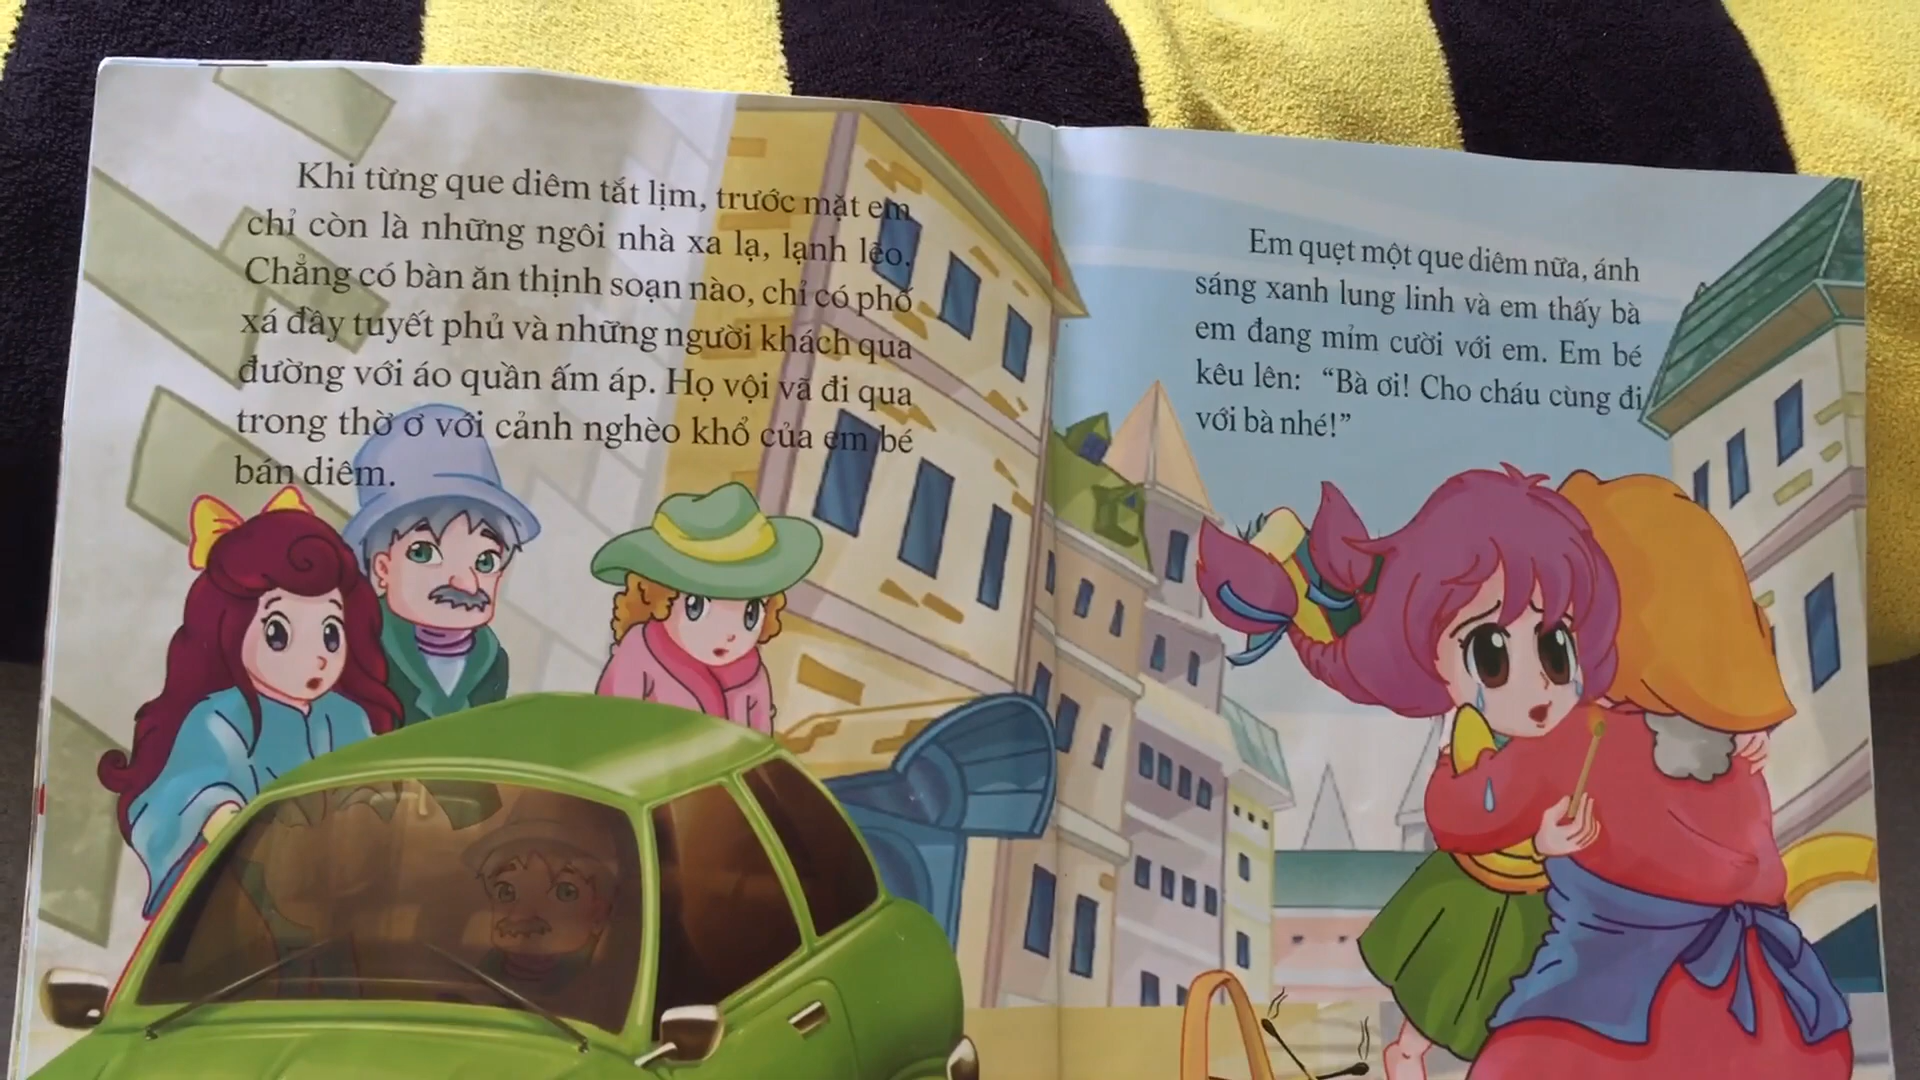 Khi từng que diêm tắt lịm, trước mặt em
chỉ còn là những ngôi nhà xa lạ, lạnh lẽo.
Chẳng có bàn ăn thịnh soạn nào, chỉ có phố
xá đầy tuyết phủ và những người khách qua
đường với áo quần ấm áp. Họ vội vã đi qua
trong thờ ơ với cảnh nghèo khổ của em bé
bán diêm.
Em quẹt một que diêm nữa, ánh
sáng xanh lung linh và em thấy bà
em đang mỉm cười với em. Em bé
kêu lên: “Bà ơi! Cho cháu cùng đi
với bà nhé!”